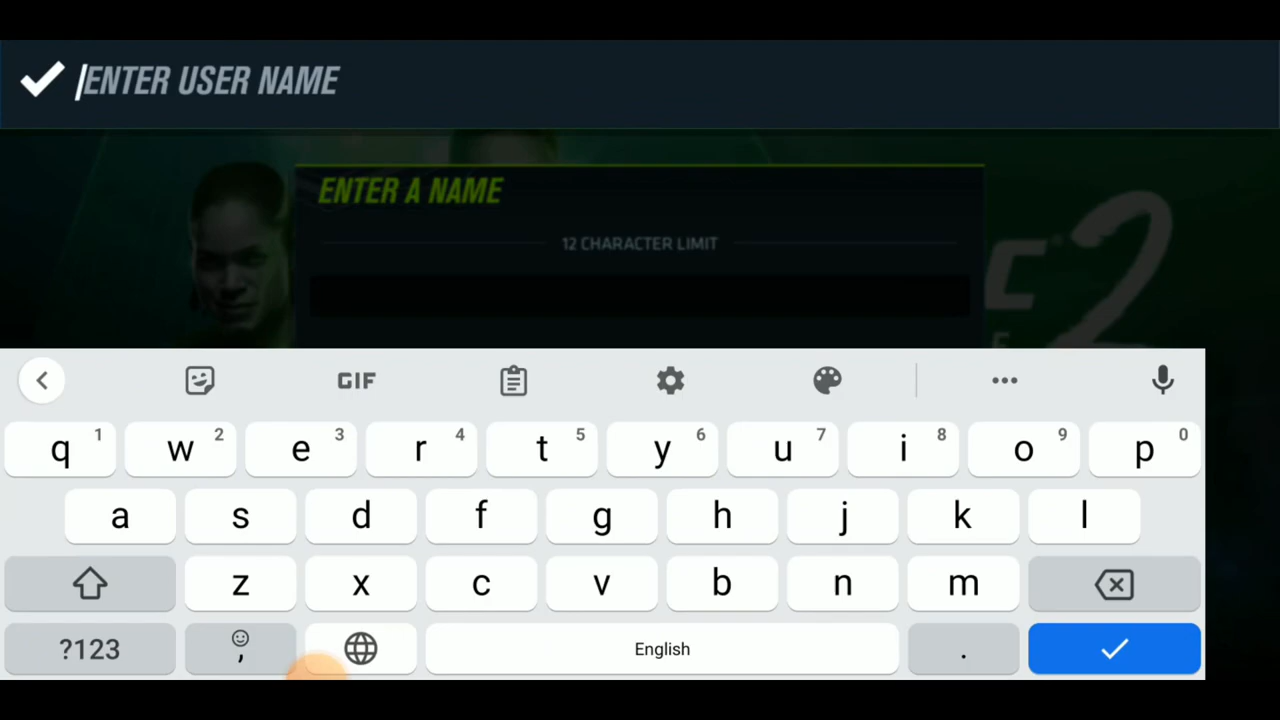 ENTER USER NAME
ENTER A NAME
12 CHARACTER LIMIT
C 2
E
GIF
q 1 w 2 e 3 r 4 t 5 y 6 u 7 i 8 o 9 p 0
a s d f g h j k l
z x c v b n m
?123 , English .